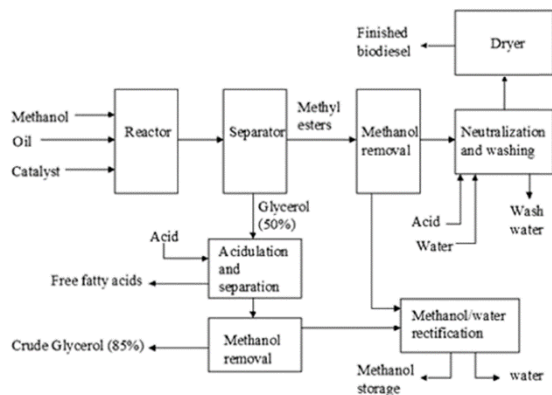 Finished
biodiesel
Dryer
Methanol
Oil
Catalyst
Reactor
Separator
Methyl
esters
Methanol
removal
Neutralization
and washing
Glycerol
(50%)
Acid
Water
Wash
water
Acid
Free fatty acids
Acidulation
and
separation
Crude Glycerol (85%)
Methanol
removal
Methanol/water
rectification
Methanol
storage
water